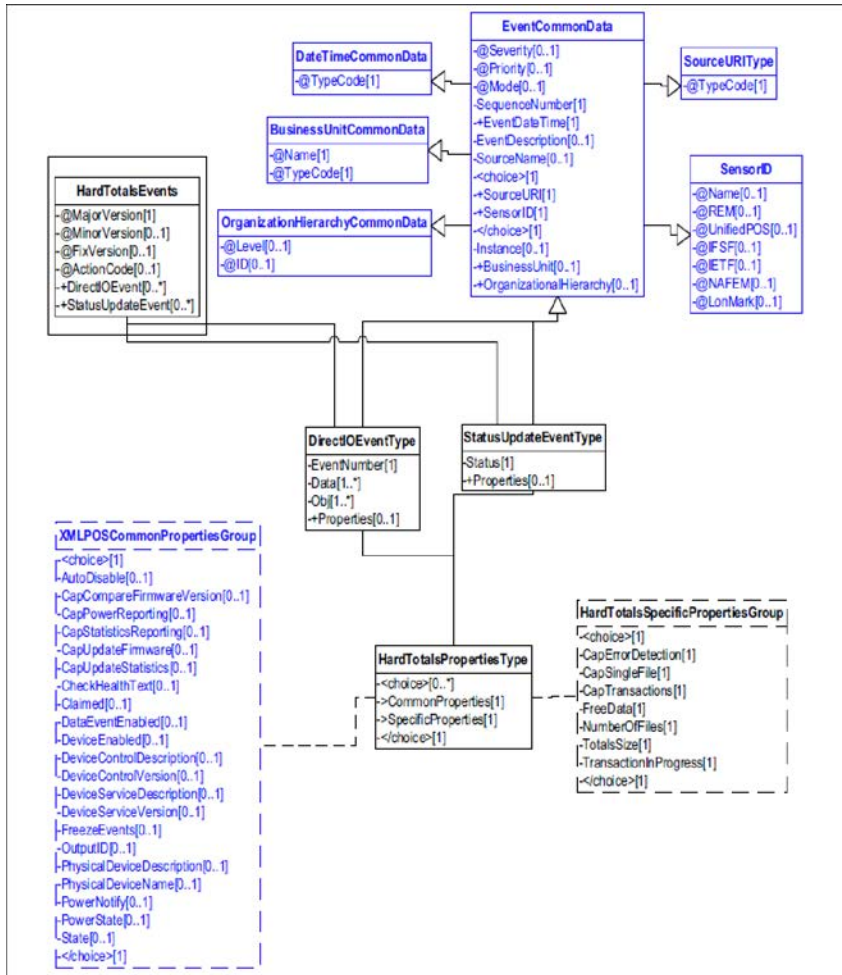 EventCommonData
-@Severity[0..1]
-@Priority[0..1]
-@Mode[0..1]
-SequenceNumber[1]
-+EventDateTime[1]
-EventDescription[0..1]
-SourceName[0..1]
-<choice>[1]
-+SourceURI[1]
-+SensorID[1]
-</choice>[1]
-Instance[0..1]
-+BusinessUnit[0..1]
-+OrganizationalHierarchy[0..1]
DateTimeCommonData
-@TypeCode[1]
SourceURIType
-@TypeCode[1]
BusinessUnitCommonData
-@Name[1]
-@TypeCode[1]
HardTotalsEvents
-@MajorVersion[1]
-@MinorVersion[0..1]
-@FixVersion[0..1]
-@ActionCode[0..1]
-+DirectIOEvent[0..*]
-+StatusUpdateEvent[0..*]
OrganizationHierarchyCommonData
-@Level[0..1]
-@ID[0..1]
SensorID
-@Name[0..1]
-@REM[0..1]
-@UnifiedPOS[0..1]
-@IFSF[0..1]
-@IETF[0..1]
-@NAFEM[0..1]
-@LonMark[0..1]
DirectIOEventType
-EventNumber[1]
-Data[1..*]
-Obj[1..*]
-+Properties[0..1]
StatusUpdateEventType
-Status[1]
-+Properties[0..1]
XMLPOSCommonPropertiesGroup
-<choice>[1]
-AutoDisable[0..1]
-CapCompareFirmwareVersion[0..1]
-CapPowerReporting[0..1]
-CapStatisticsReporting[0..1]
-CapUpdateFirmware[0..1]
-CapUpdateStatistics[0..1]
-CheckHealthText[0..1]
-Claimed[0..1]
-DataEventEnabled[0..1]
-DeviceEnabled[0..1]
-DeviceControlDescription[0..1]
-DeviceControlVersion[0..1]
-DeviceServiceDescription[0..1]
-DeviceServiceVersion[0..1]
-FreezeEvents[0..1]
-OutputID[0..1]
-PhysicalDeviceDescription[0..1]
-PhysicalDeviceName[0..1]
-PowerNotify[0..1]
-PowerState[0..1]
-State[0..1]
-</choice>[1]
HardTotalsPropertiesType
-<choice>[0..*]
->CommonProperties[1]
->SpecificProperties[1]
-</choice>[1]
HardTotalsSpecificPropertiesGroup
-<choice>[1]
-CapErrorDetection[1]
-CapSingleFile[1]
-CapTransactions[1]
-FreeData[1]
-NumberOfFiles[1]
-TotalsSize[1]
-TransactionInProgress[1]
-</choice>[1]